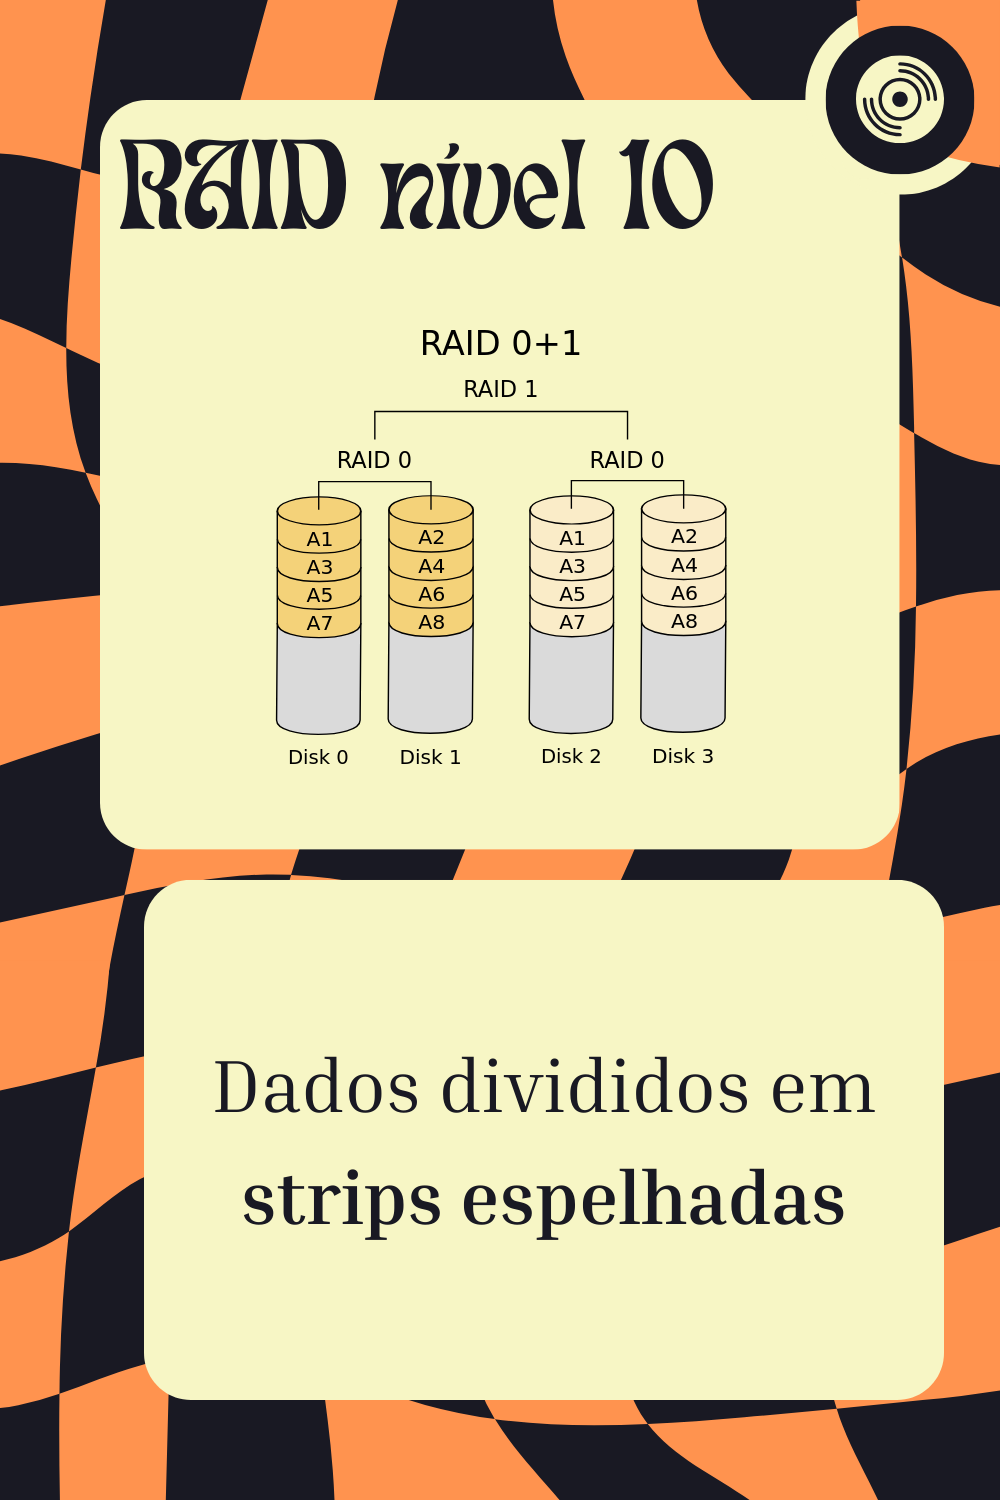 RAID nível 10
RAID 0+1
RAID 1
RAID 0 RAID 0
A1 A2 A1 A2
A3 A4 A3 A4
A5 A6 A5 A6
A7 A8 A7 A8
Disk 0 Disk 1 Disk 2 Disk 3
Dados divididos em
strips espelhadas